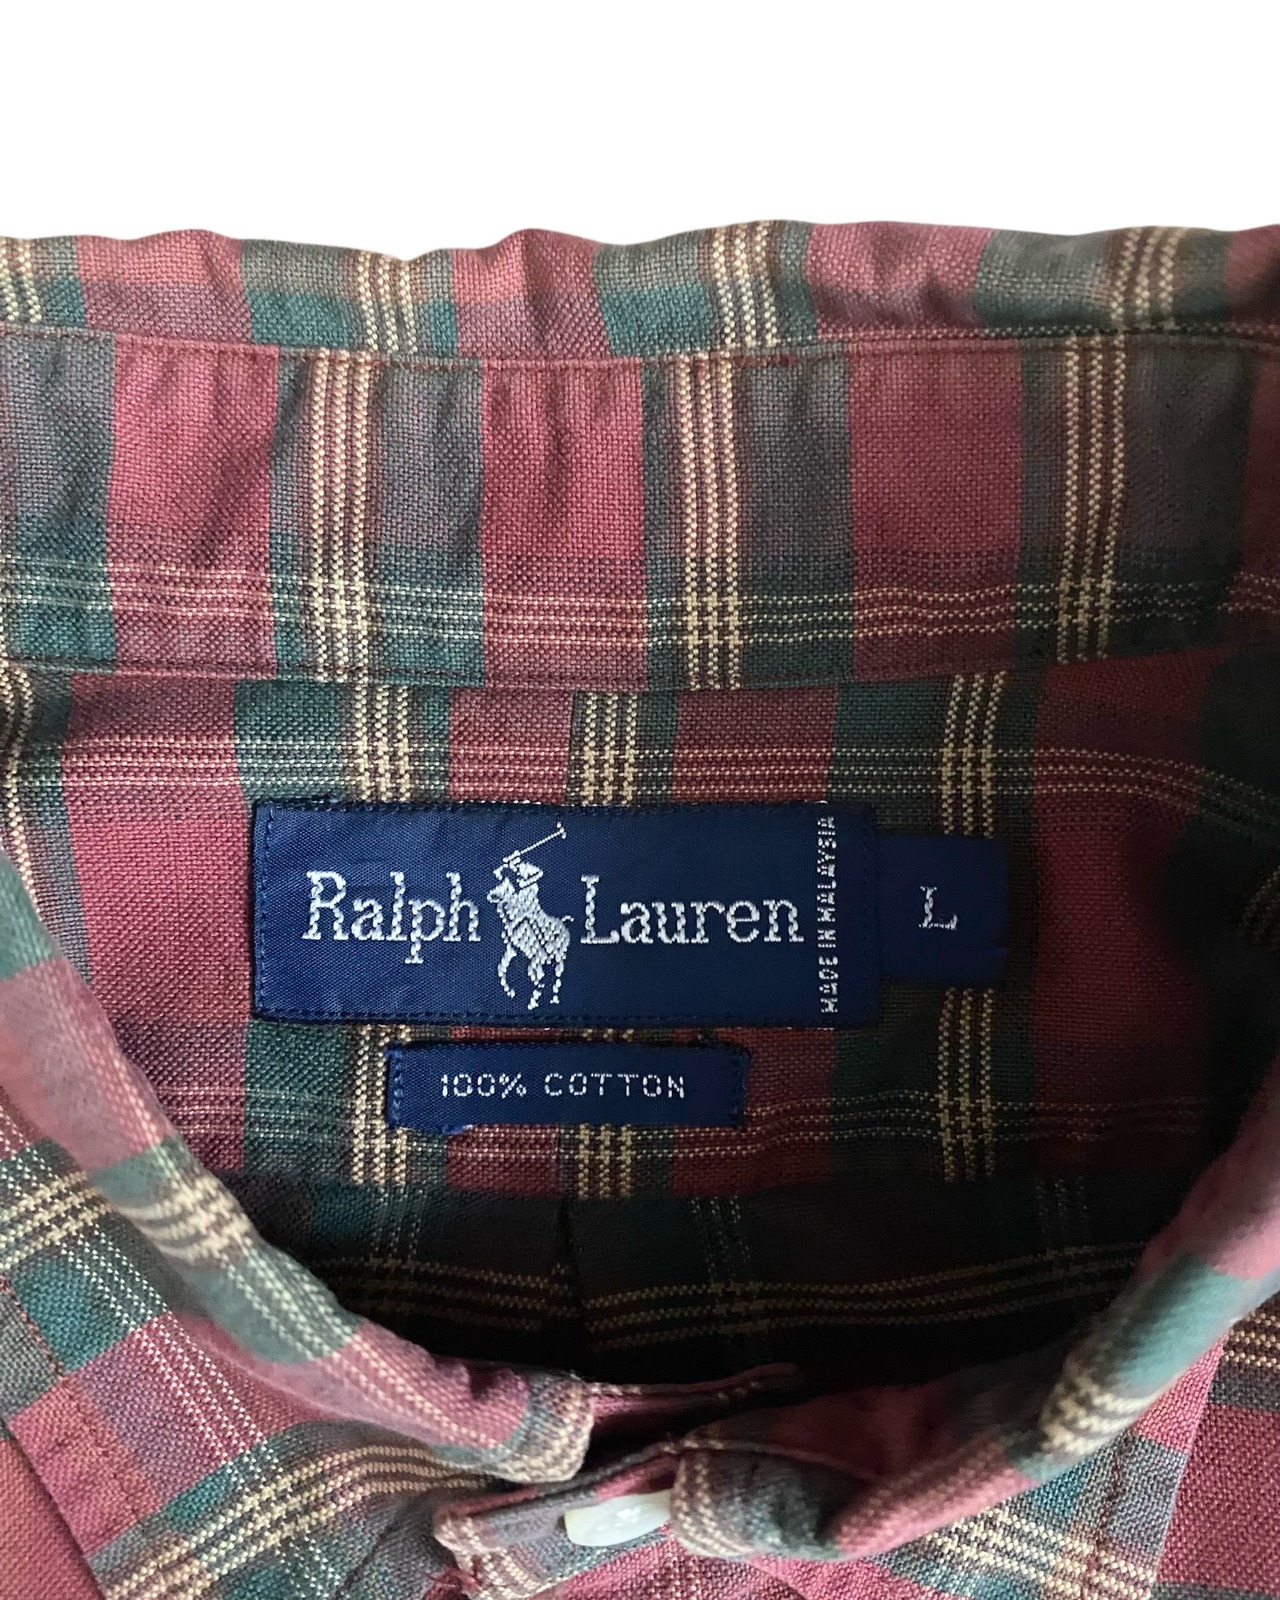 Ralph Lauren
MADE IN MALAYSIA
L
100% COTTON